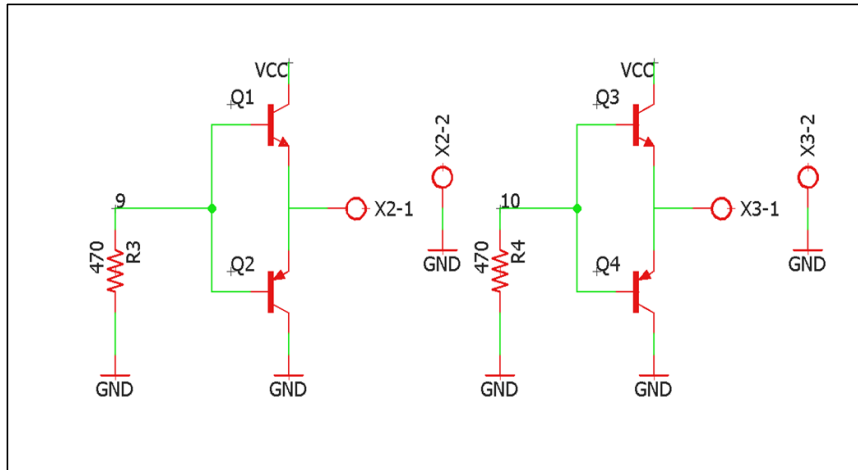 VCC
Q1
9
470
R3
Q2
X2-1
X2-2
GND
GND
GND
VCC
Q3
10
470
R4
Q4
X3-1
X3-2
GND
GND
GND